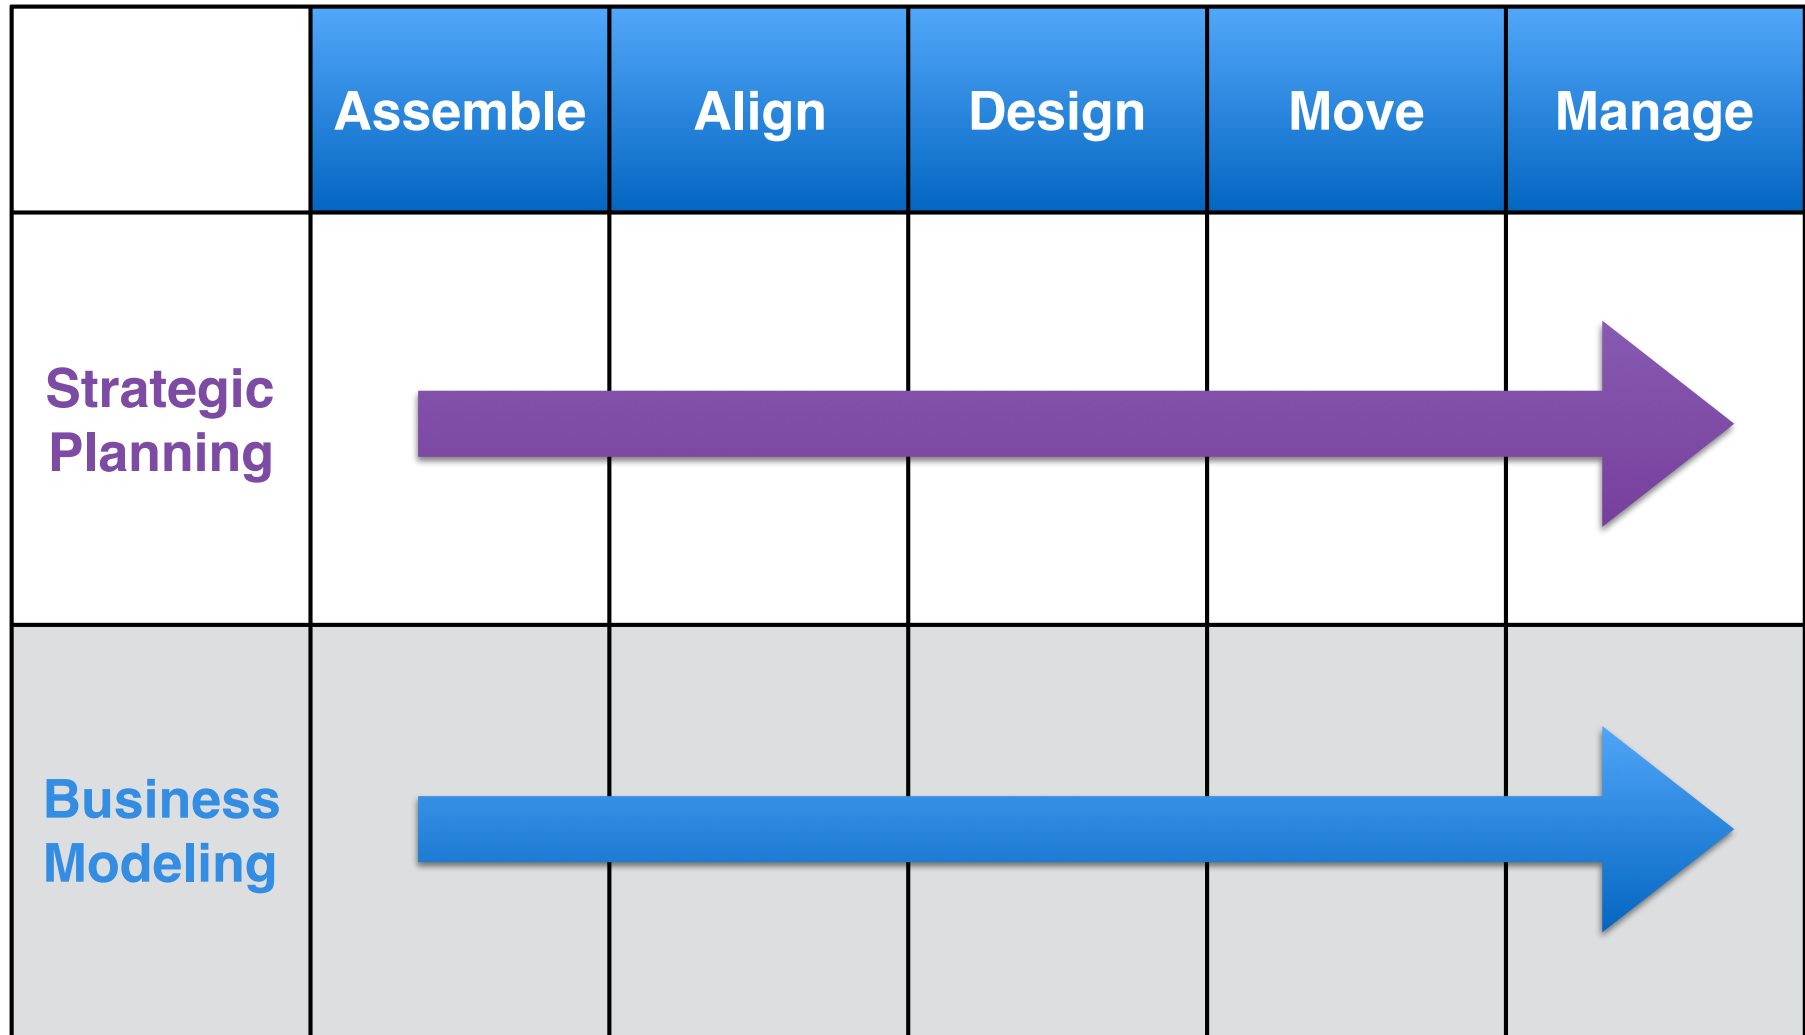 Assemble Align Design Move Manage
Strategic
Planning
Business
Modeling